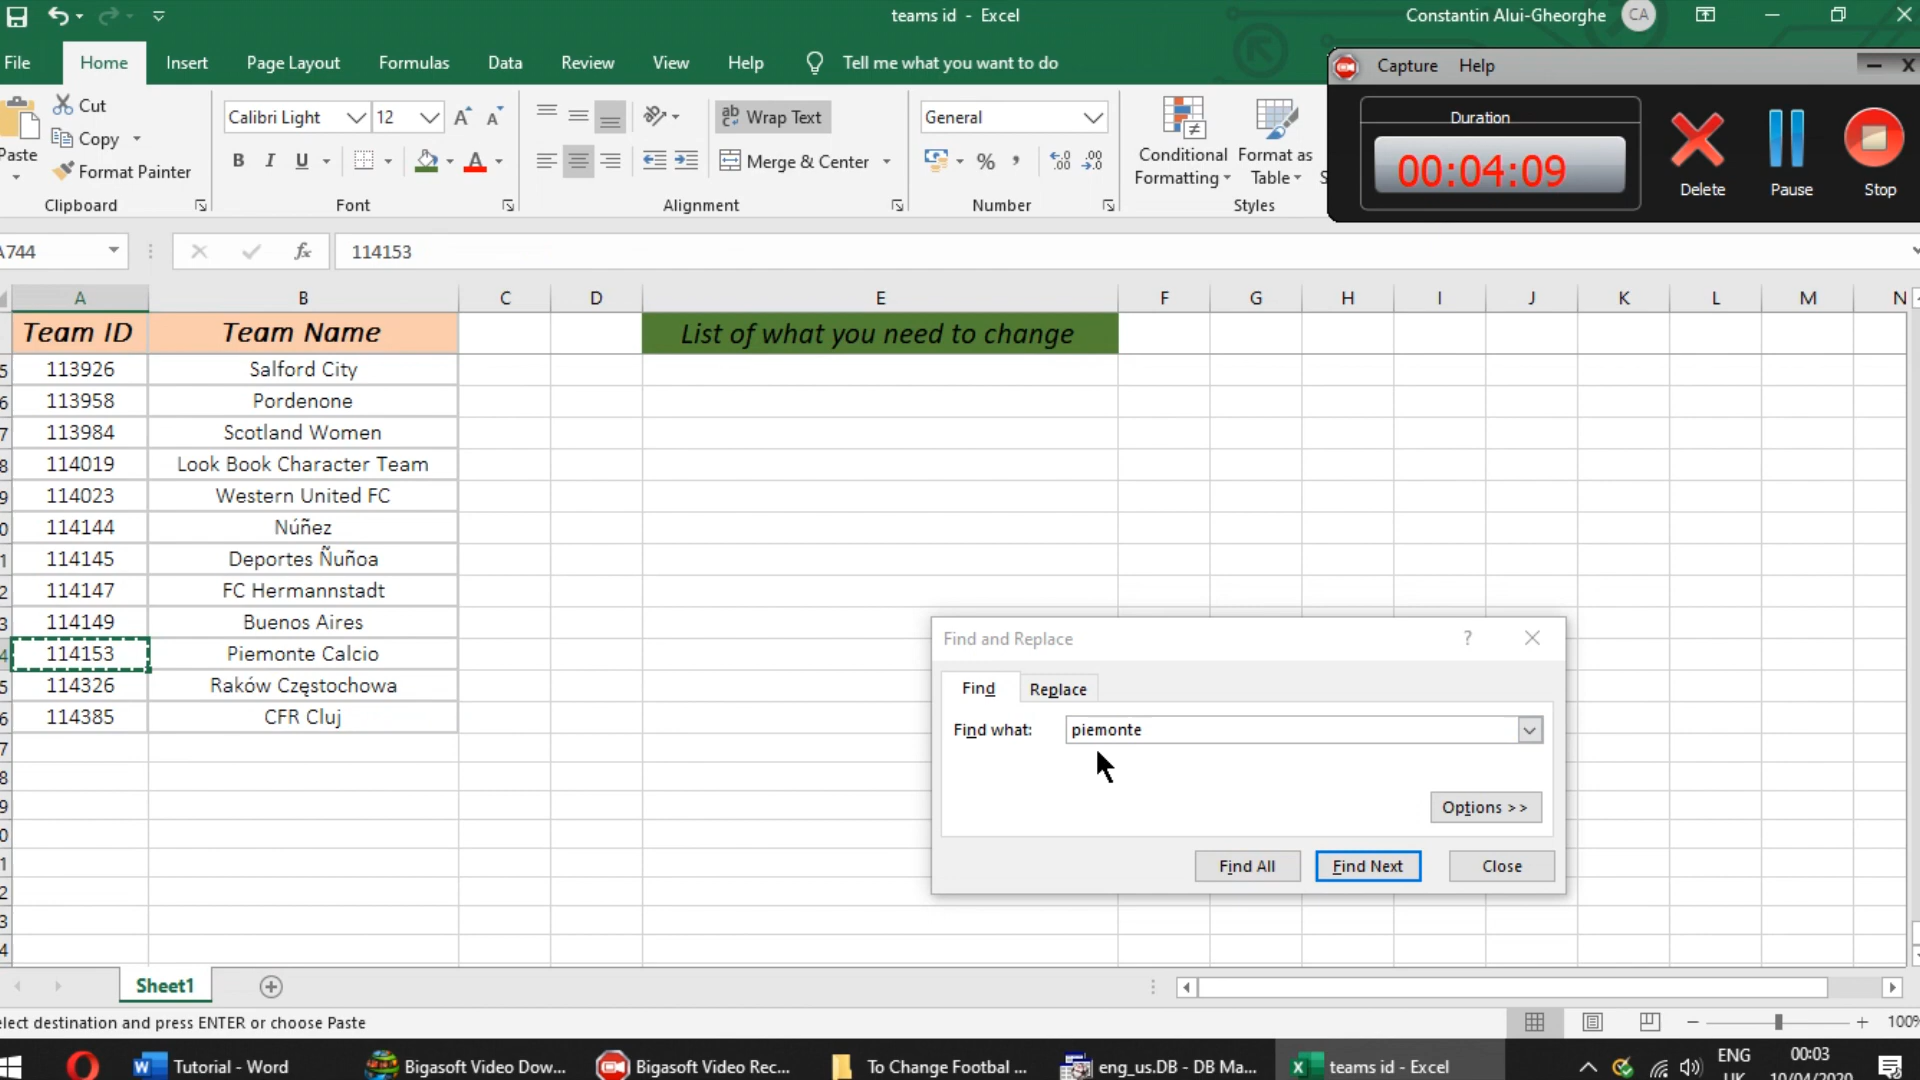 teams id - Excel
Constantin Alui-Gheorghe CA
File Home Insert Page Layout Formulas Data Review View Help Tell me what you want to do
Capture Help
Duration
00:04:09
Delete Pause Stop
Cut
Copy
Format Painter
Paste
Clipboard
Calibri Light 12
B I U
Font
Wrap Text
Merge & Center
Alignment
General
Number
Conditional Formatting
Format as Table
Styles
A744 fx 114153
A B C D E F G H I J K L M N
Team ID Team Name List of what you need to change
113926 Salford City
113958 Pordenone
113984 Scotland Women
114019 Look Book Character Team
114023 Western United FC
114144 Núñez
114145 Deportes Ñuñoa
114147 FC Hermannstadt
114149 Buenos Aires
114153 Piemonte Calcio
114326 Raków Częstochowa
114385 CFR Cluj
Find and Replace ?
Find Replace
Find what: piemonte
Options >>
Find All Find Next Close
Sheet1
elect destination and press ENTER or choose Paste
100%
Tutorial - Word
Bigasoft Video Dow...
Bigasoft Video Rec...
To Change Footbal ...
eng_us.DB - DB Ma...
teams id - Excel
ENG
UK
00:03
10/04/2020